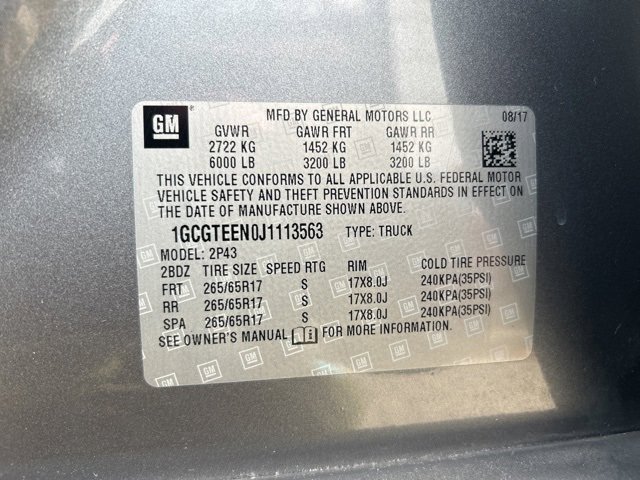 GM ® MFD BY GENERAL MOTORS LLC 08/17
GVWR GAWR FRT GAWR RR
2722 KG 1452 KG 1452 KG
6000 LB 3200 LB 3200 LB
THIS VEHICLE CONFORMS TO ALL APPLICABLE U.S. FEDERAL MOTOR
VEHICLE SAFETY AND THEFT PREVENTION STANDARDS IN EFFECT ON
THE DATE OF MANUFACTURE SHOWN ABOVE.
1GCGTEEN0J1113563 TYPE: TRUCK
MODEL: 2P43
2BDZ TIRE SIZE SPEED RTG RIM COLD TIRE PRESSURE
FRT 265/65R17 S 17X8.0J 240KPA(35PSI)
RR 265/65R17 S 17X8.0J 240KPA(35PSI)
SPA 265/65R17 S 17X8.0J 240KPA(35PSI)
SEE OWNER'S MANUAL i FOR MORE INFORMATION.